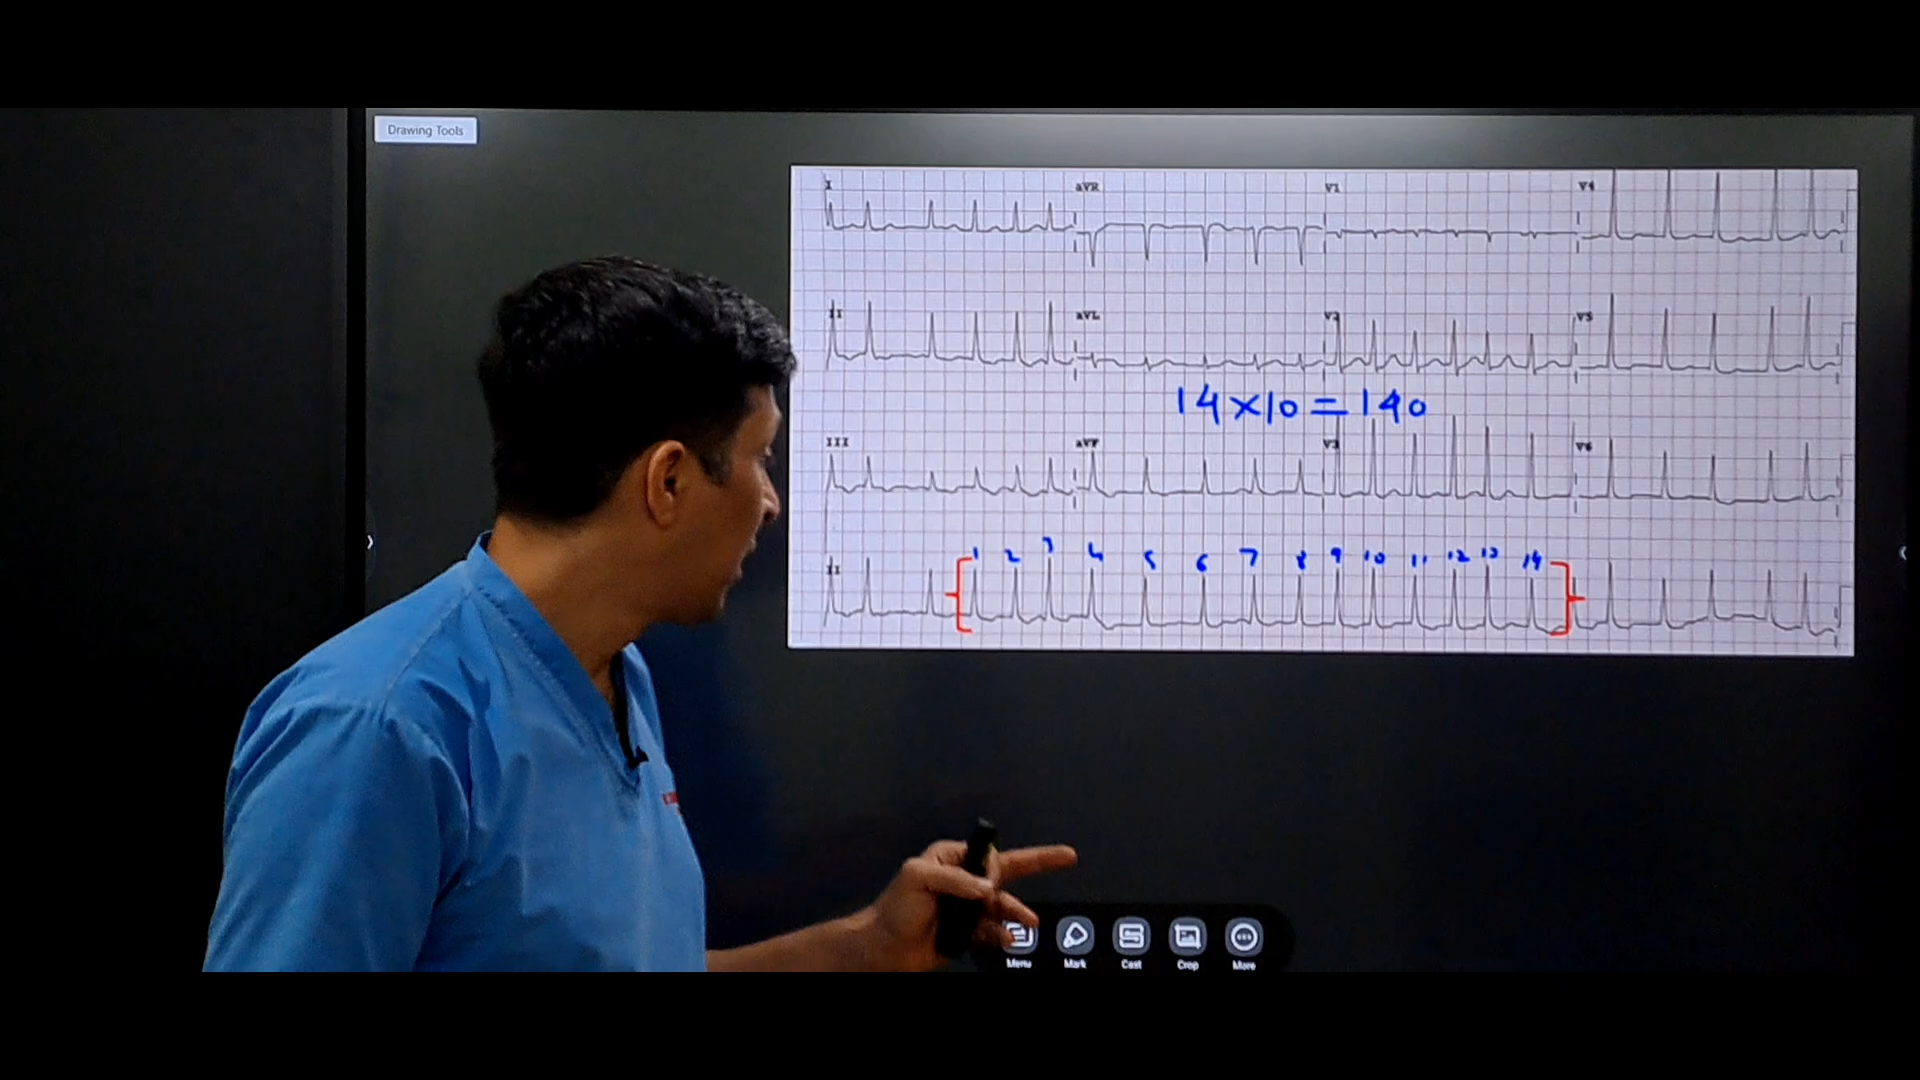 Drawing Tools
I aVR V1 V4
II aVL V2 V5
14×10=140
III aVF V3 V6
1 2 3 4 5 6 7 8 9 10 11 12 13 14
II
Menu Mark Cast Crop More